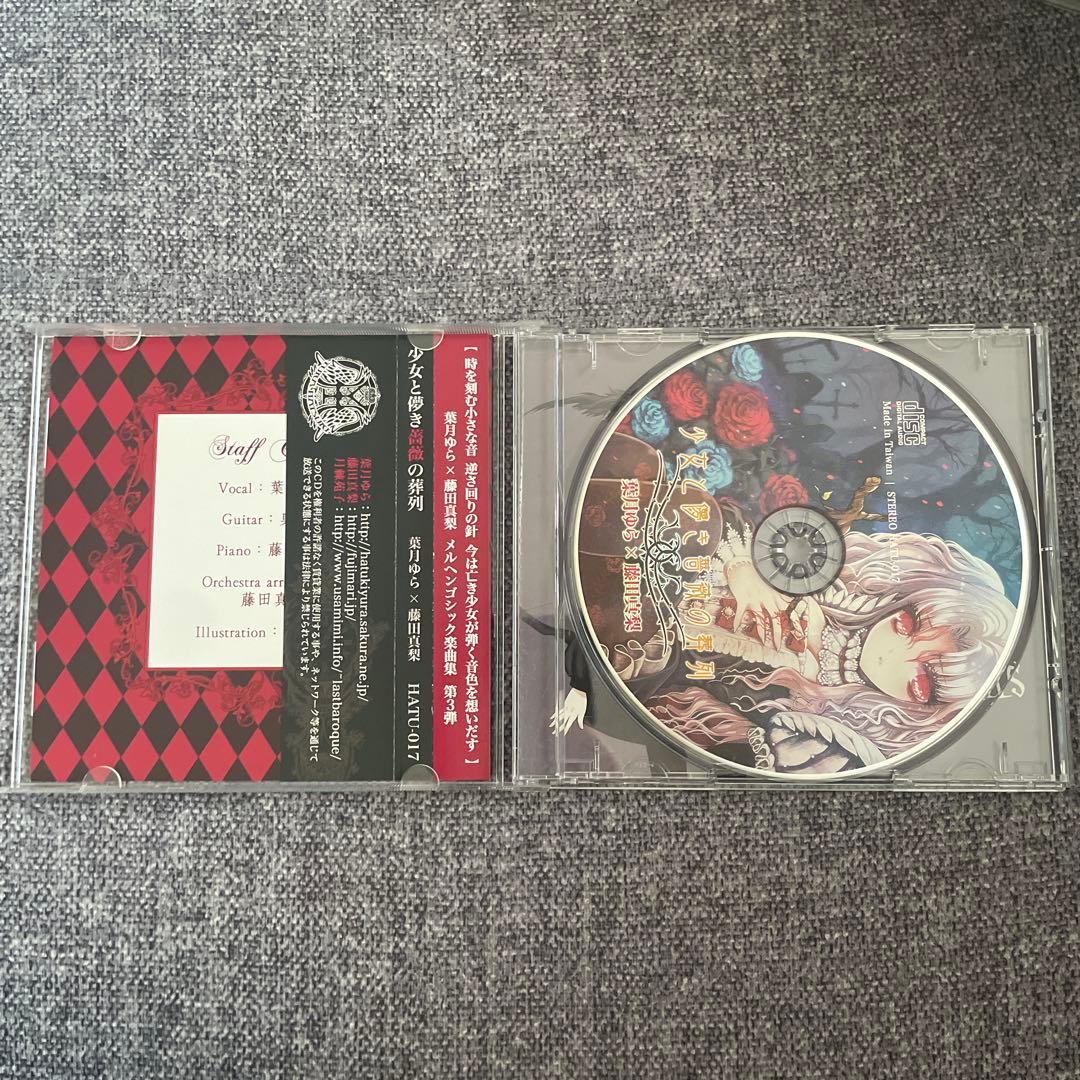 Staff
Vocal：葉
Guitar：
Piano：藤
Orchestra arr
藤田真
Illustration：
【 時を刻む小さな音 逆さ回りの針 今は亡き少女が弾く音色を想いだす 】
葉月ゆら×藤田真梨 メルヘンゴシック楽曲集 第3弾
少女と儚き薔薇の葬列 葉月ゆら×藤田真梨 HATU-017
葉月ゆら：http://hatukiyura.sakura.ne.jp/
藤田真梨：http://fujimari.jp/
：http://www.usamimi.info/~lastbaroque/
このCDを権利者の許諾なく賃貸業に使用する事や、ネットワーク等を通じて
放送できる状態にする事は法律により禁じられています。
COMPACT
disc
DIGITAL AUDIO
Made In Taiwan | STEREO
少女と儚き薔薇の葬列
葉月ゆら×藤田真梨